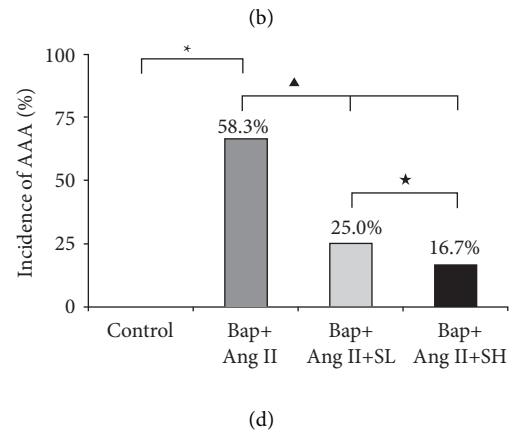 (b)
100
*
▲
Incidence of AAA (%)
75
58.3%
50
★
25.0%
25
16.7%
0
Control
Bap+
Ang II
Bap+
Ang II+SL
Bap+
Ang II+SH
(d)